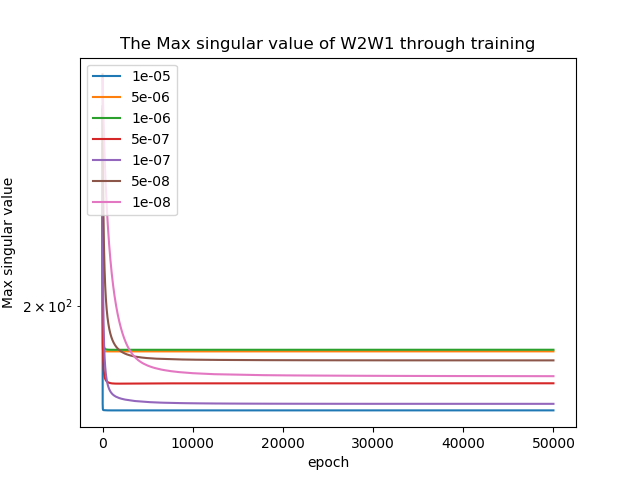 The Max singular value of W2W1 through training
1e-05
5e-06
1e-06
5e-07
1e-07
5e-08
1e-08
Max singular value
2 × 10²
0 10000 20000 30000 40000 50000
epoch